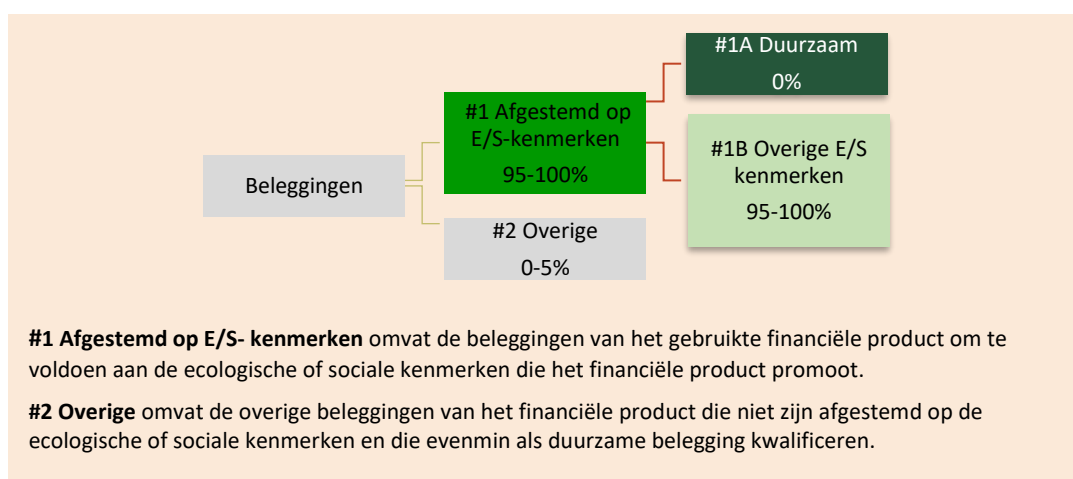 #1A Duurzaam
0%
#1 Afgestemd op
E/S-kenmerken
95-100%
#1B Overige E/S
kenmerken
95-100%
Beleggingen
#2 Overige
0-5%
#1 Afgestemd op E/S- kenmerken omvat de beleggingen van het gebruikte financiële product om te
voldoen aan de ecologische of sociale kenmerken die het financiële product promoot.
#2 Overige omvat de overige beleggingen van het financiële product die niet zijn afgestemd op de
ecologische of sociale kenmerken en die evenmin als duurzame belegging kwalificeren.